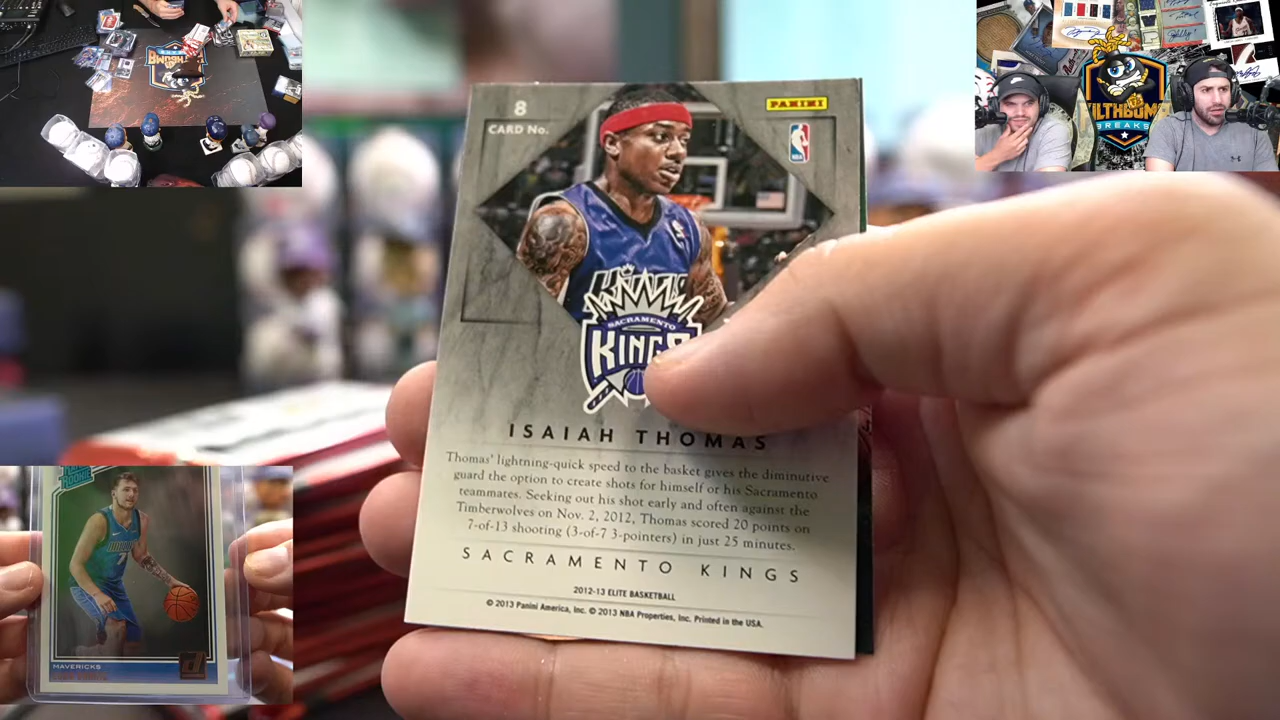 8
CARD No.
PANINI
NBA
KINGS
SACRAMENTO
ISAIAH THOMAS
Thomas' lightning-quick speed to the basket gives the diminutive
guard the option to create shots for himself or his Sacramento
teammates. Seeking out his shot early and often against the
Timberwolves on Nov. 2, 2012, Thomas scored 20 points on
7-of-13 shooting (3-of-7 3-pointers) in just 25 minutes.
SACRAMENTO KINGS
2012-13 ELITE BASKETBALL
© 2013 Panini America, Inc. © 2013 NBA Properties, Inc. Printed in the USA.
BREAKS
ROOKIE
MAVERICKS